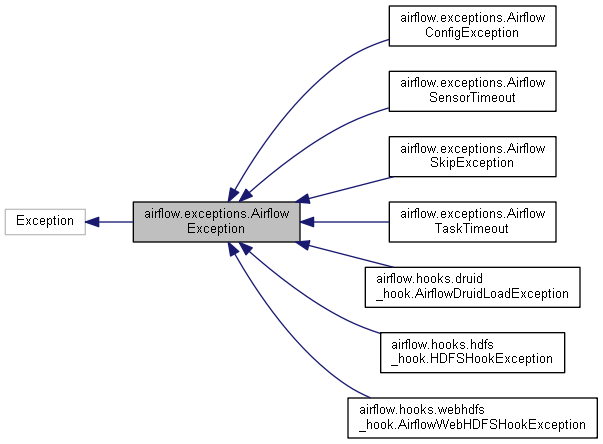 airflow.exceptions.Airflow
ConfigException
airflow.exceptions.Airflow
SensorTimeout
airflow.exceptions.Airflow
SkipException
Exception
airflow.exceptions.Airflow
Exception
airflow.exceptions.Airflow
TaskTimeout
airflow.hooks.druid
_hook.AirflowDruidLoadException
airflow.hooks.hdfs
_hook.HDFSHookException
airflow.hooks.webhdfs
_hook.AirflowWebHDFSHookException